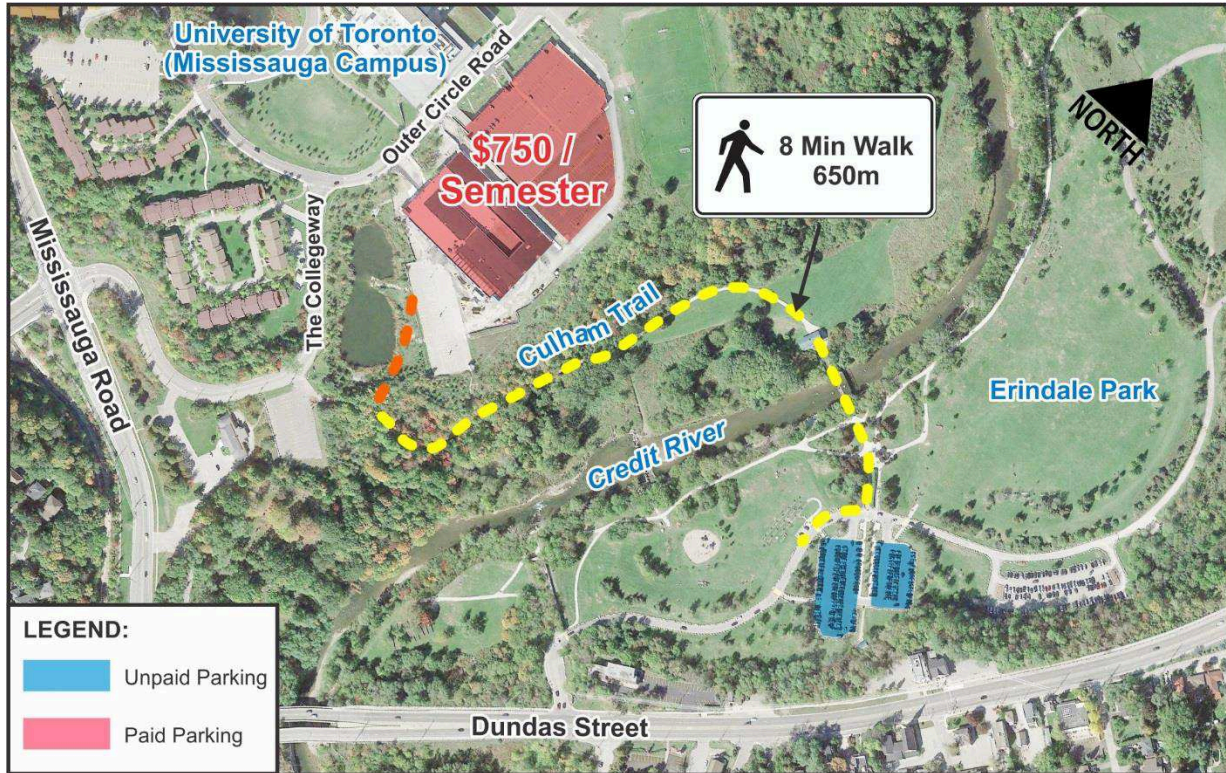 University of Toronto
(Mississauga Campus)
Outer Circle Road
$750 /
Semester
8 Min Walk
650m
NORTH
Mississauga Road
The Collegeway
Culham Trail
Credit River
Erindale Park
LEGEND:
Unpaid Parking
Paid Parking
Dundas Street